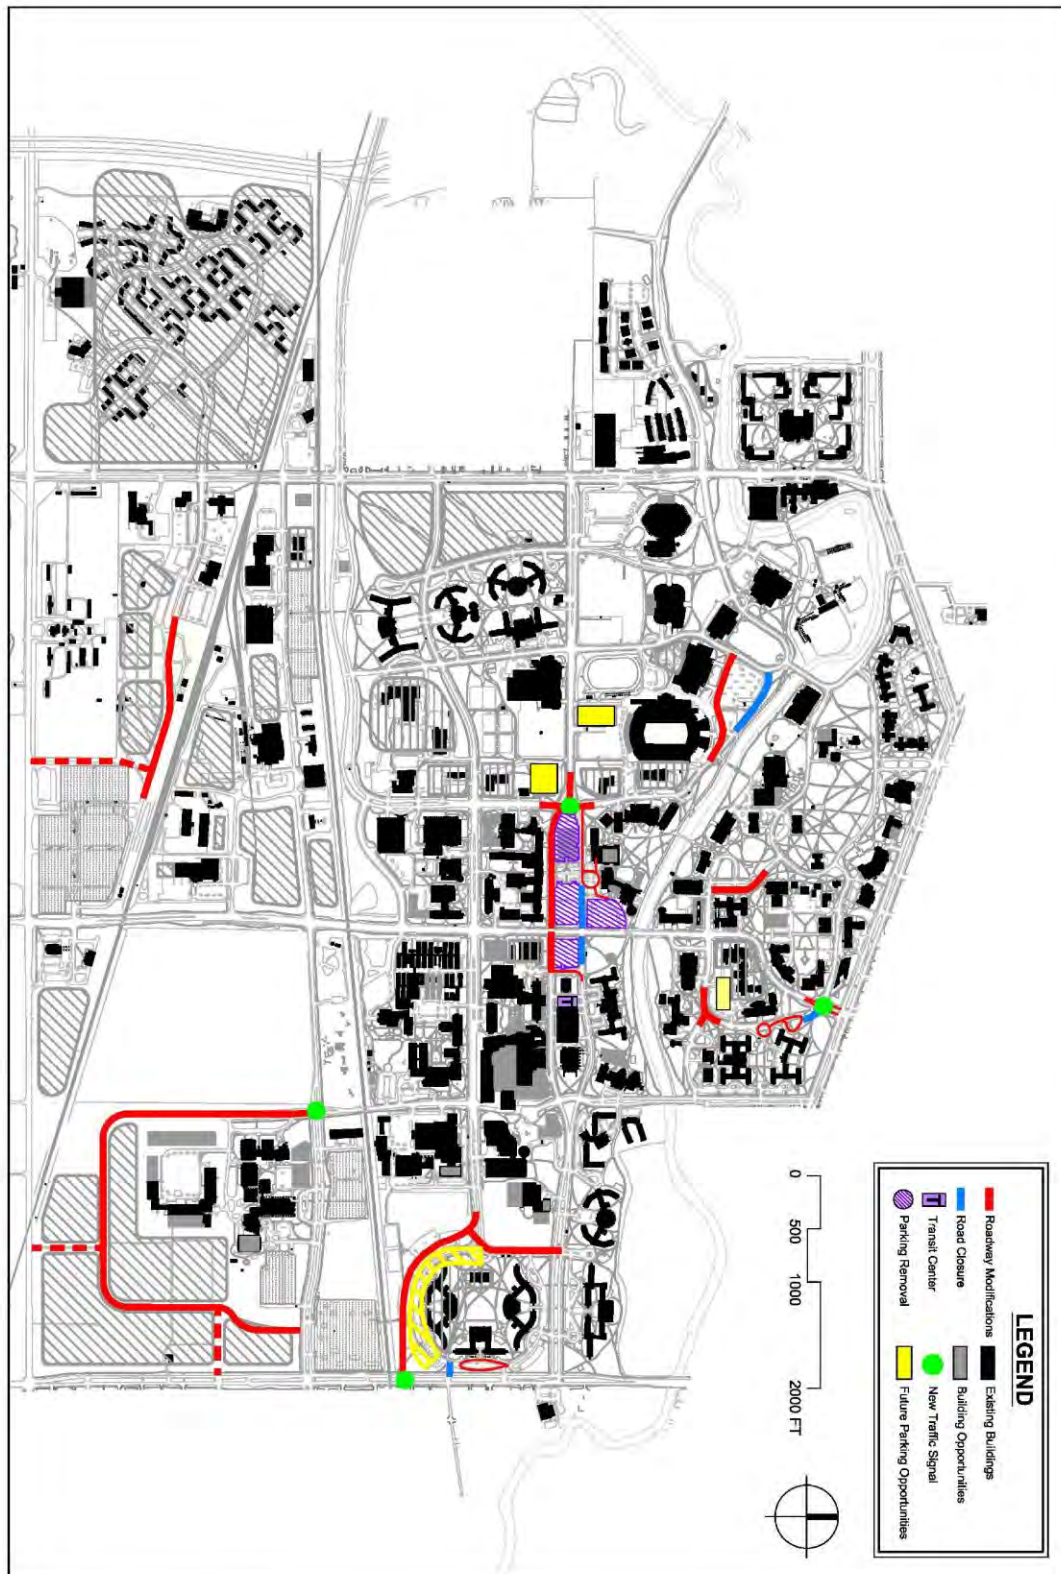 LEGEND
Roadway Modifications
Road Closure
Transit Center
Parking Removal
Existing Buildings
Building Opportunities
New Traffic Signal
Future Parking Opportunities
0
500
1000
2000 FT